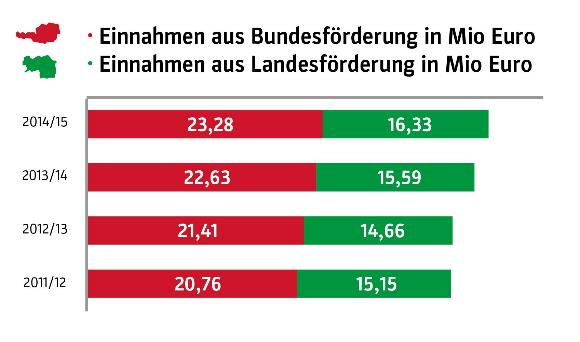 • Einnahmen aus Bundesförderung in Mio Euro
• Einnahmen aus Landesförderung in Mio Euro
2014/15 23,28 16,33
2013/14 22,63 15,59
2012/13 21,41 14,66
2011/12 20,76 15,15